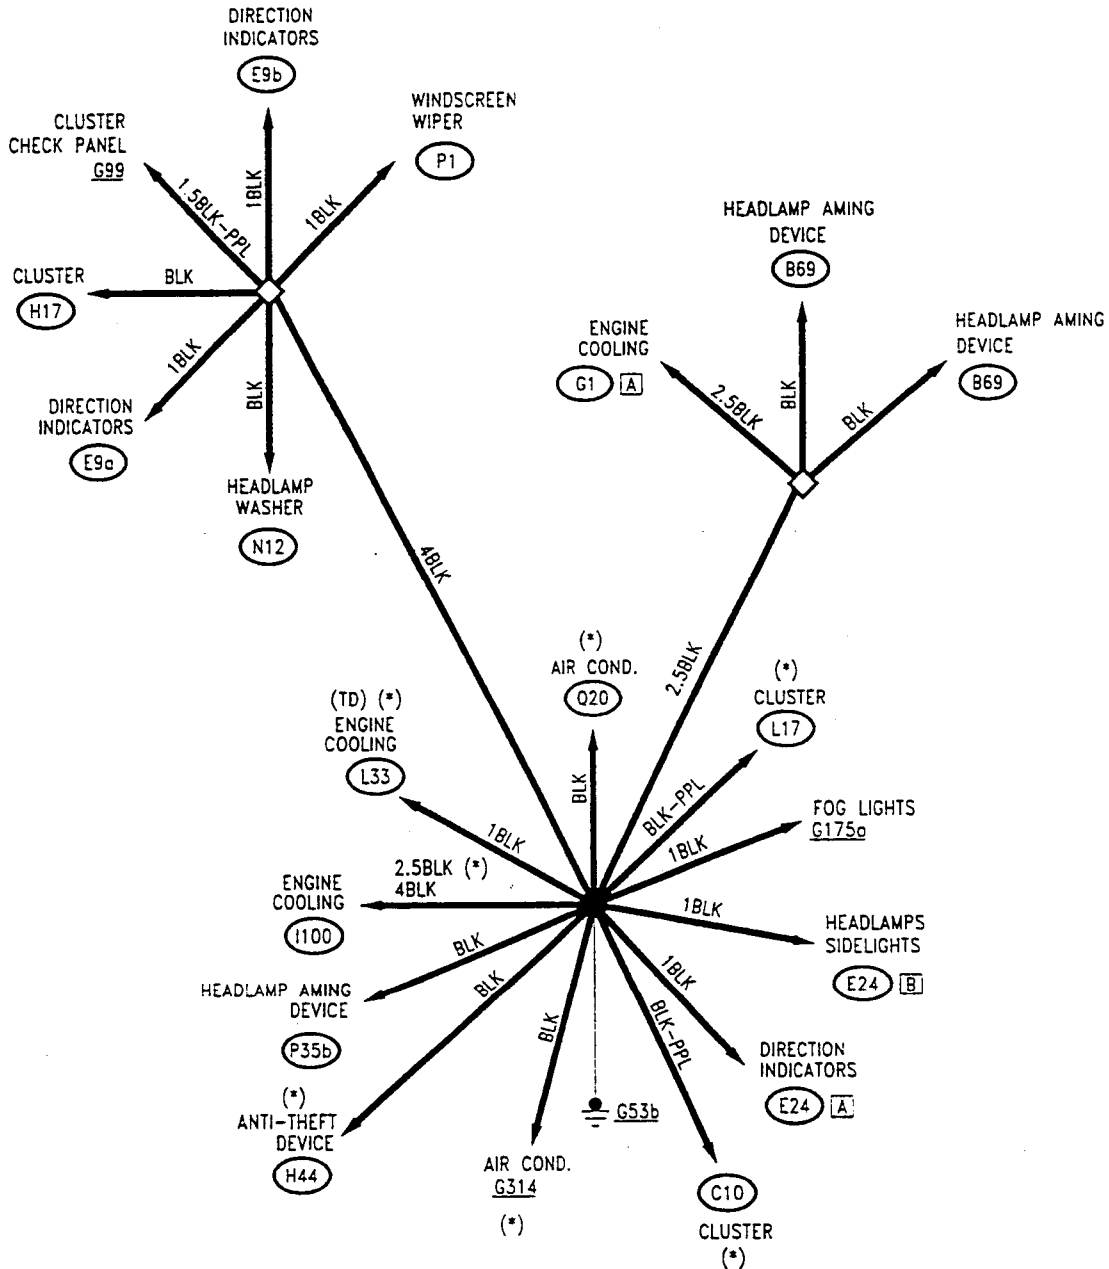 DIRECTION
INDICATORS
E9b
WINDSCREEN
WIPER
P1
CLUSTER
CHECK PANEL
G99
1.5BLK-PPL
1BLK
1BLK
CLUSTER
H17
BLK
1BLK
BLK
DIRECTION
INDICATORS
E9a
HEADLAMP
WASHER
N12
4BLK
HEADLAMP AMING
DEVICE
B69
ENGINE
COOLING
G1 A
HEADLAMP AMING
DEVICE
B69
2.5BLK
BLK
BLK
2.5BLK
(*)
AIR COND.
Q20
BLK
(*)
CLUSTER
L17
BLK-PPL
(TD) (*)
ENGINE
COOLING
L33
1BLK
FOG LIGHTS
G175a
1BLK
2.5BLK (*)
4BLK
ENGINE
COOLING
I100
1BLK
HEADLAMPS
SIDELIGHTS
E24 B
BLK
HEADLAMP AMING
DEVICE
P35b
BLK
(*)
ANTI-THEFT
DEVICE
H44
BLK
AIR COND.
G314
(*)
G53b
BLK-PPL
C10
CLUSTER
(*)
1BLK
DIRECTION
INDICATORS
E24 A